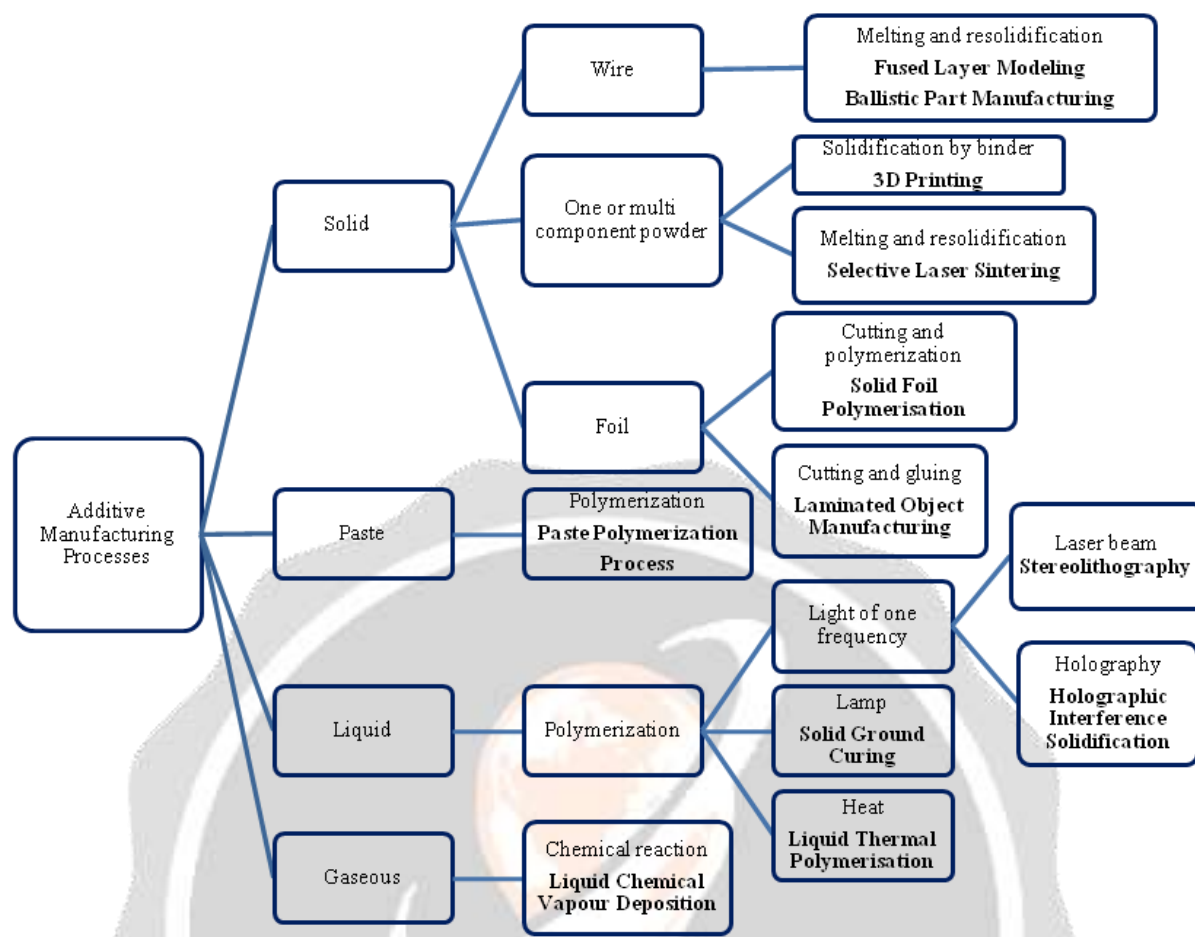 Additive
Manufacturing
Processes
Solid
Wire
Melting and resolidification
Fused Layer Modeling
Ballistic Part Manufacturing
One or multi
component powder
Solidification by binder
3D Printing
Melting and resolidification
Selective Laser Sintering
Foil
Cutting and
polymerization
Solid Foil
Polymerisation
Cutting and gluing
Laminated Object
Manufacturing
Paste
Polymerization
Paste Polymerization
Process
Liquid
Polymerization
Light of one
frequency
Laser beam
Stereolithography
Holography
Holographic
Interference
Solidification
Lamp
Solid Ground
Curing
Heat
Liquid Thermal
Polymerisation
Gaseous
Chemical reaction
Liquid Chemical
Vapour Deposition